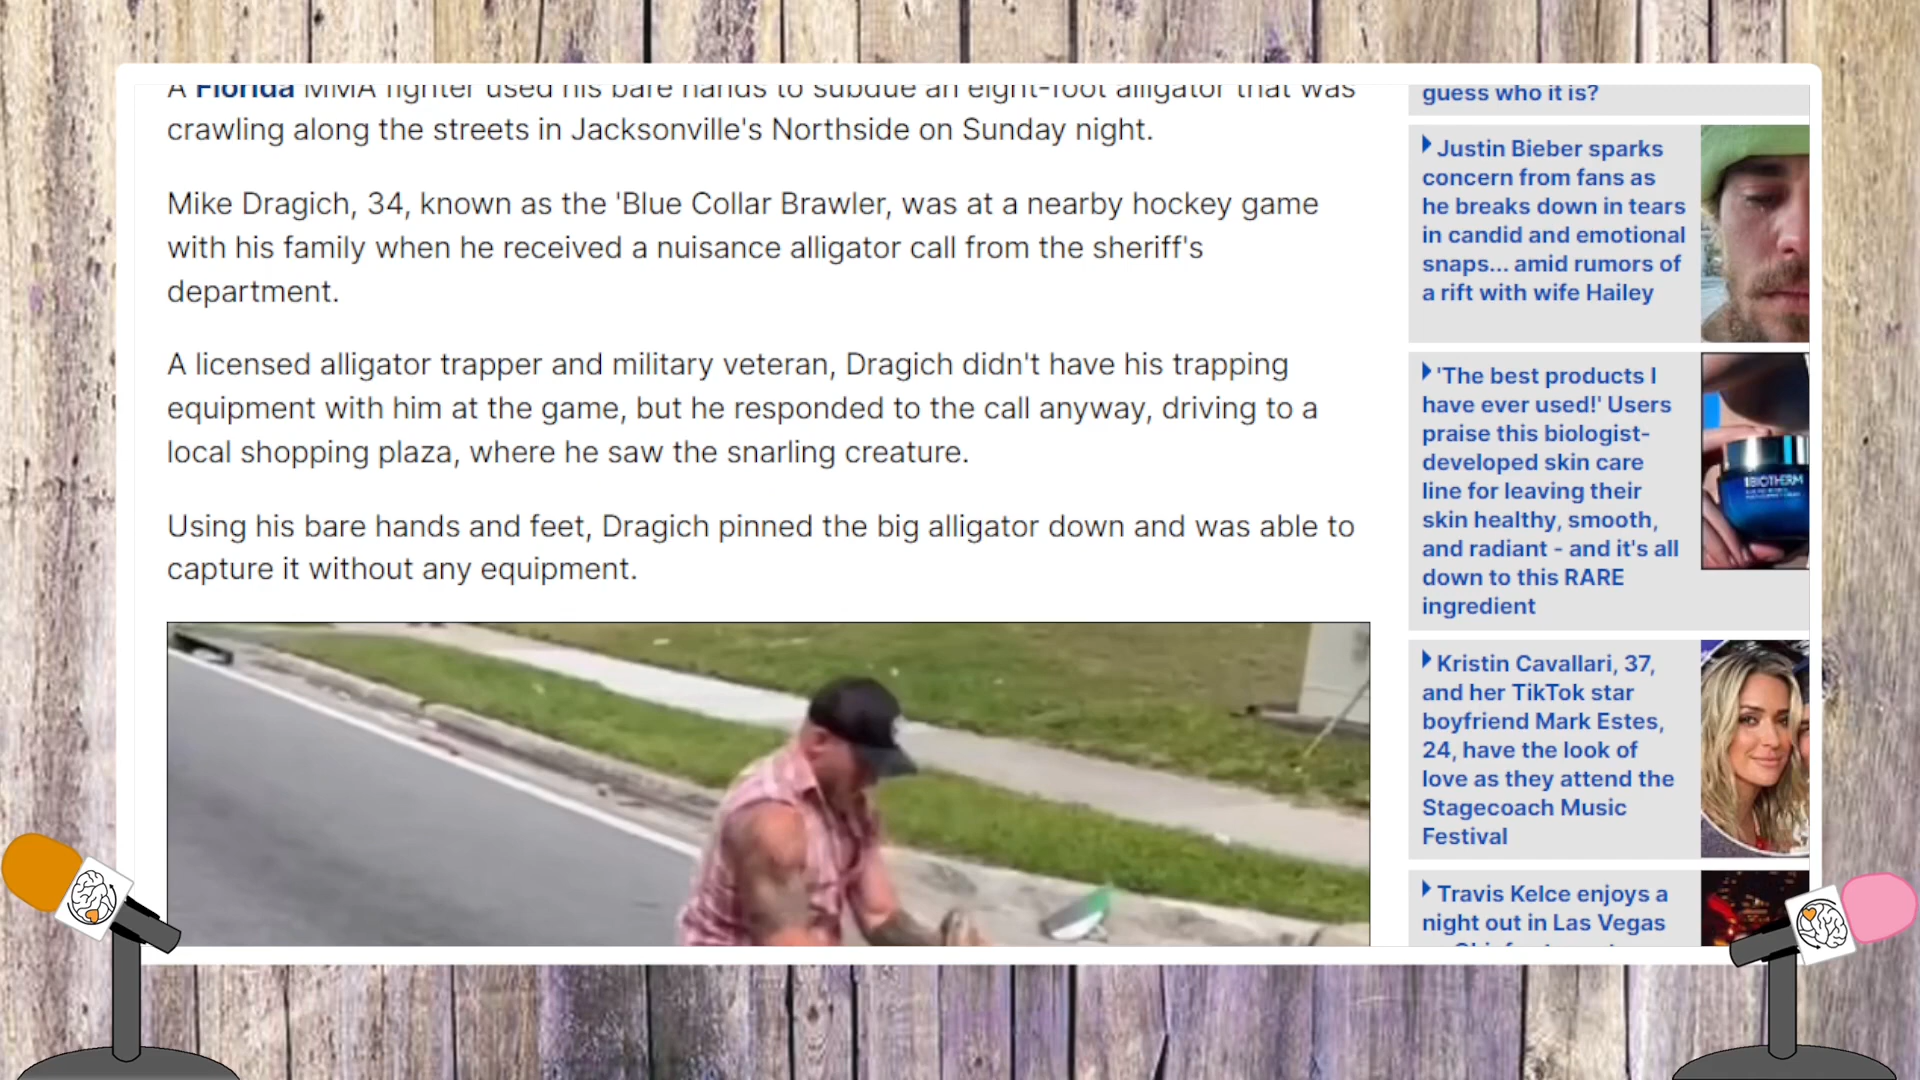 A Florida MMA fighter used his bare hands to subdue an eight-foot alligator that was
crawling along the streets in Jacksonville's Northside on Sunday night.
Mike Dragich, 34, known as the 'Blue Collar Brawler, was at a nearby hockey game
with his family when he received a nuisance alligator call from the sheriff's
department.
A licensed alligator trapper and military veteran, Dragich didn't have his trapping
equipment with him at the game, but he responded to the call anyway, driving to a
local shopping plaza, where he saw the snarling creature.
Using his bare hands and feet, Dragich pinned the big alligator down and was able to
capture it without any equipment.
guess who it is?
Justin Bieber sparks
concern from fans as
he breaks down in tears
in candid and emotional
snaps... amid rumors of
a rift with wife Hailey
'The best products I
have ever used!' Users
praise this biologist-
developed skin care
line for leaving their
skin healthy, smooth,
and radiant - and it's all
down to this RARE
ingredient
BIOTHERM
Kristin Cavallari, 37,
and her TikTok star
boyfriend Mark Estes,
24, have the look of
love as they attend the
Stagecoach Music
Festival
Travis Kelce enjoys a
night out in Las Vegas